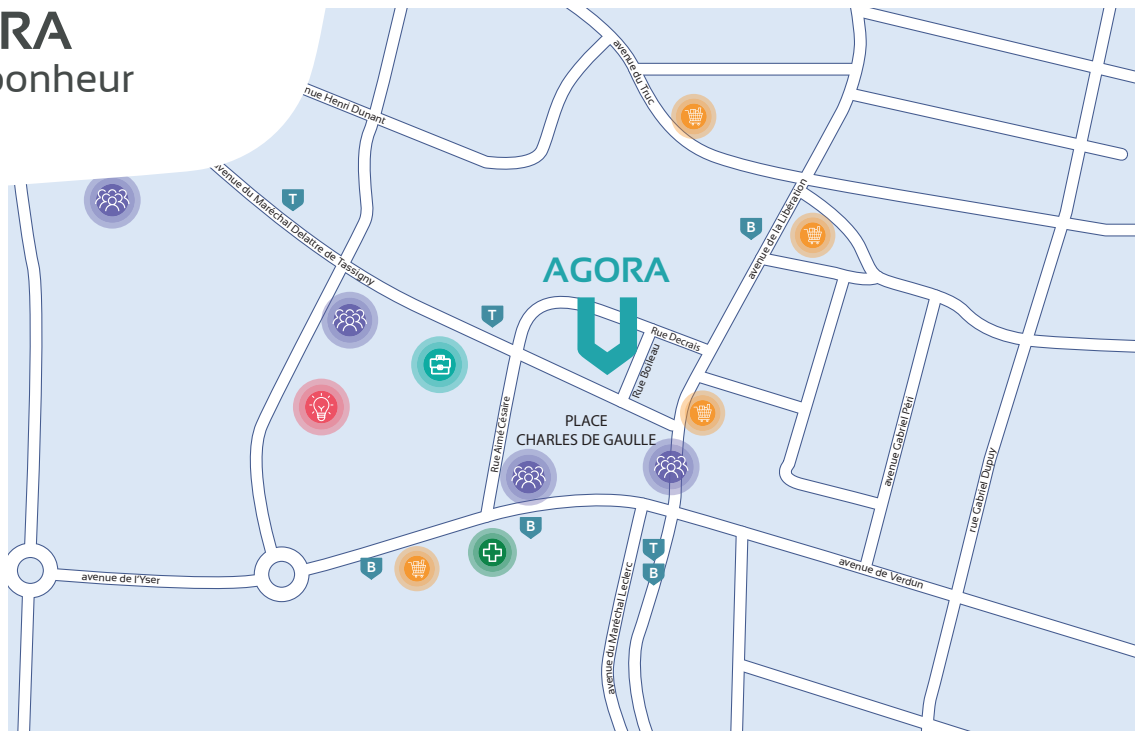 RA
bonheur
nue Henri Dunant
avenue du Truc
avenue du Maréchal Delattre de Tassigny
T
B
avenue de la Libération
AGORA
T
Rue Decrais
Rue Boileau
Rue Aimé Césaire
PLACE
CHARLES DE GAULLE
avenue Gabriel Péri
rue Gabriel Dupuy
B
B
T
B
avenue de l'Yser
avenue du Maréchal Leclerc
avenue de Verdun